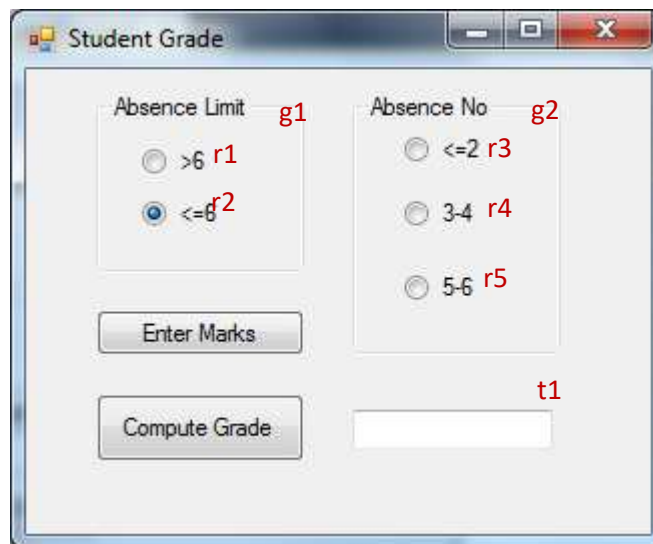 Student Grade
Absence Limit g1
>6 r1
<=6 r2
Absence No g2
<=2 r3
3-4 r4
5-6 r5
Enter Marks
Compute Grade
t1